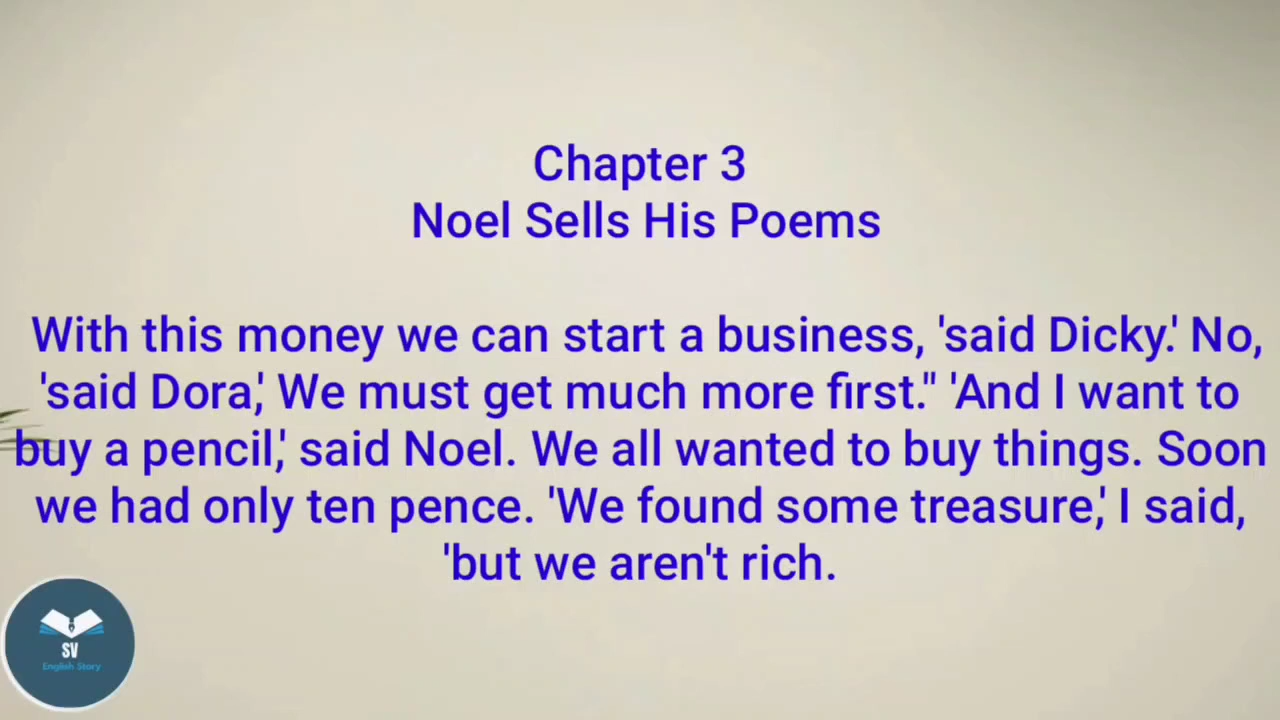 Chapter 3
Noel Sells His Poems
With this money we can start a business, 'said Dicky.' No,
'said Dora,' We must get much more first." 'And I want to
buy a pencil,' said Noel. We all wanted to buy things. Soon
we had only ten pence. 'We found some treasure,' I said,
'but we aren't rich.
SV
English Story